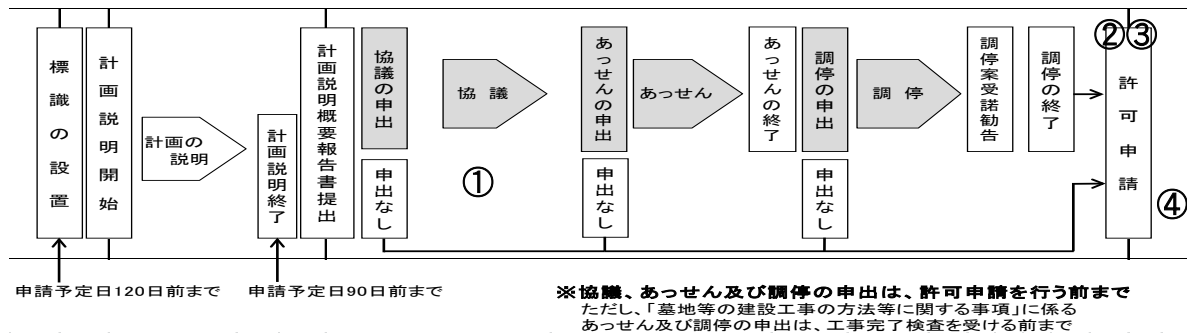 標識の設置
計画説明開始
計画の
説明
計画説明終了
計画説明概要報告書提出
協議の申出
申出なし
協議
①
あっせんの申出
申出なし
あっせん
あっせんの終了
調停の申出
申出なし
調停
調停案受諾勧告
調停の終了
②③
許可申請
④
申請予定日120日前まで
申請予定日90日前まで
※協議、あっせん及び調停の申出は、許可申請を行う前まで
ただし、「墓地等の建設工事の方法等に関する事項」に係る
あっせん及び調停の申出は、工事完了検査を受ける前まで